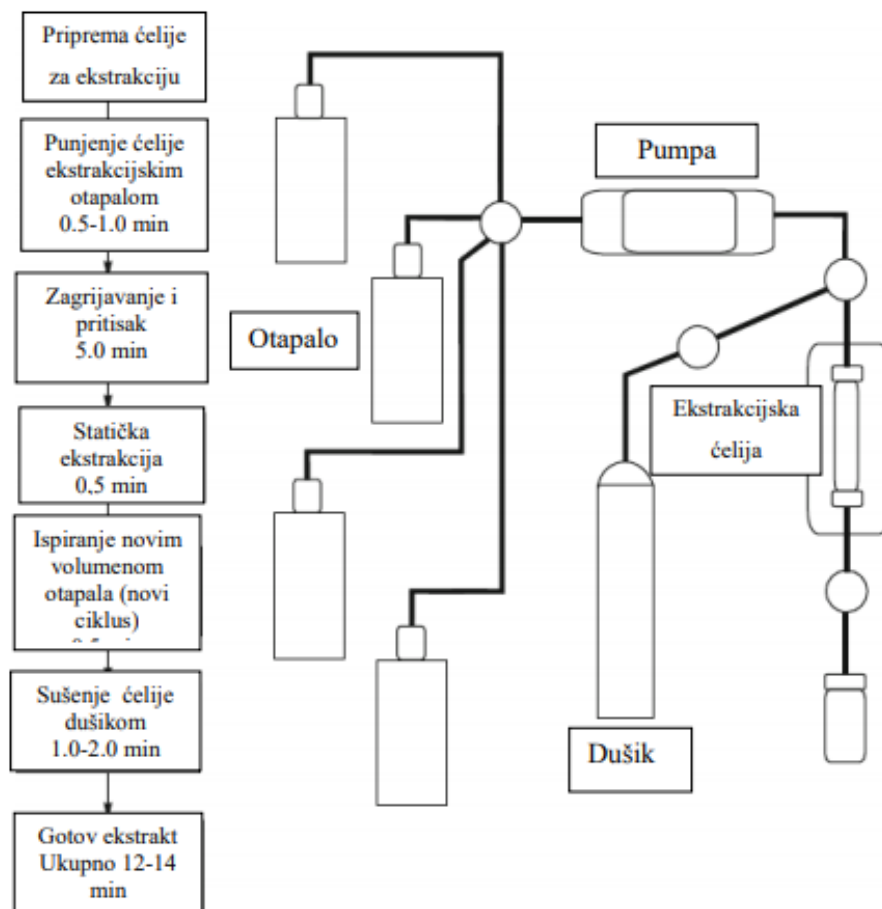 Priprema ćelije
za ekstrakciju
Punjenje ćelije
ekstrakcijskim
otapalom
0.5-1.0 min
Zagrijavanje i
pritisak
5.0 min
Statička
ekstrakcija
0,5 min
Ispiranje novim
volumenom
otapala (novi
ciklus)
Sušenje ćelije
dušikom
1.0-2.0 min
Gotov ekstrakt
Ukupno 12-14
min
Pumpa
Otapalo
Ekstrakcijska
ćelija
Dušik